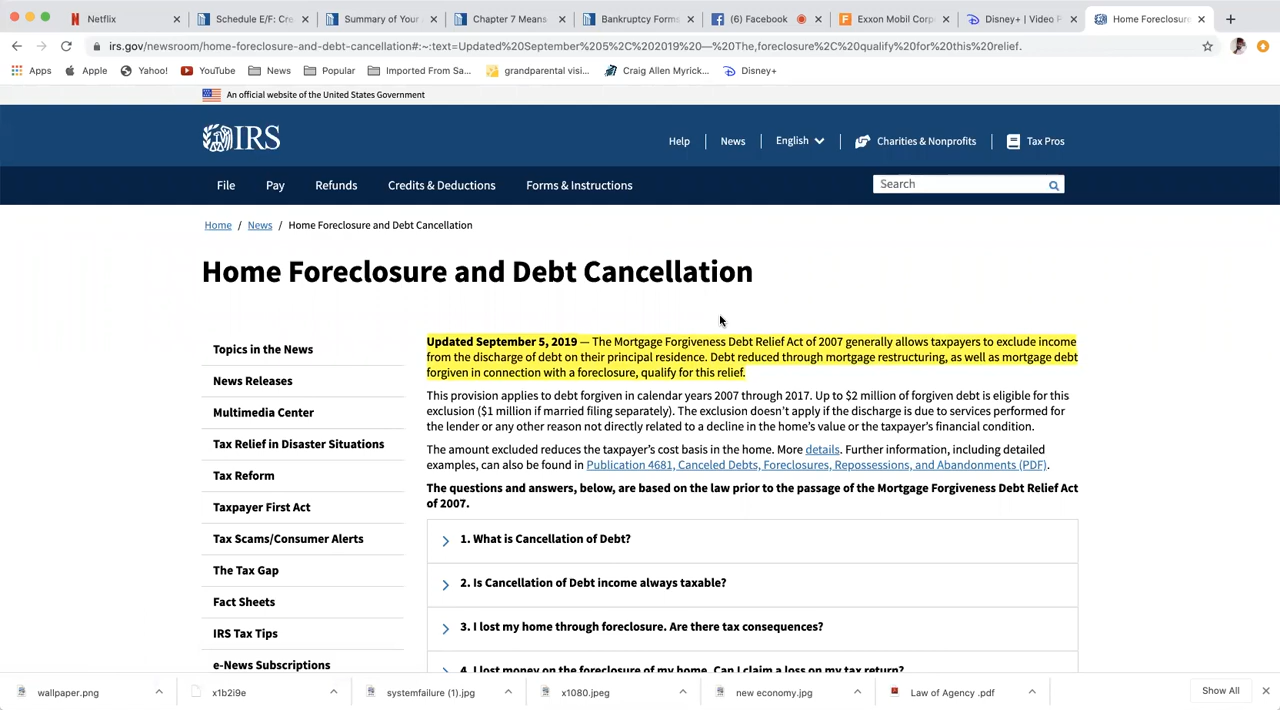 Netflix
Schedule E/F: Cre
Summary of Your
Chapter 7 Means
Bankruptcy Forms
(6) Facebook
Exxon Mobil Corp
Disney+ | Video P
Home Foreclosure
irs.gov/newsroom/home-foreclosure-and-debt-cancellation#:~:text=Updated%20September%205%2C%202019%20—%20The,foreclosure%2C%20qualify%20for%20this%20relief.
Apps
Apple
Yahoo!
YouTube
News
Popular
Imported From Sa...
grandparental visi...
Craig Allen Myrick...
Disney+
An official website of the United States Government
IRS
Help
News
English
Charities & Nonprofits
Tax Pros
File
Pay
Refunds
Credits & Deductions
Forms & Instructions
Search
Home / News / Home Foreclosure and Debt Cancellation
Home Foreclosure and Debt Cancellation
Topics in the News
News Releases
Multimedia Center
Tax Relief in Disaster Situations
Tax Reform
Taxpayer First Act
Tax Scams/Consumer Alerts
The Tax Gap
Fact Sheets
IRS Tax Tips
e-News Subscriptions
Updated September 5, 2019 — The Mortgage Forgiveness Debt Relief Act of 2007 generally allows taxpayers to exclude income
from the discharge of debt on their principal residence. Debt reduced through mortgage restructuring, as well as mortgage debt
forgiven in connection with a foreclosure, qualify for this relief.
This provision applies to debt forgiven in calendar years 2007 through 2017. Up to $2 million of forgiven debt is eligible for this
exclusion ($1 million if married filing separately). The exclusion doesn't apply if the discharge is due to services performed for
the lender or any other reason not directly related to a decline in the home's value or the taxpayer's financial condition.
The amount excluded reduces the taxpayer's cost basis in the home. More details. Further information, including detailed
examples, can also be found in Publication 4681, Canceled Debts, Foreclosures, Repossessions, and Abandonments (PDF).
The questions and answers, below, are based on the law prior to the passage of the Mortgage Forgiveness Debt Relief Act
of 2007.
1. What is Cancellation of Debt?
2. Is Cancellation of Debt income always taxable?
3. I lost my home through foreclosure. Are there tax consequences?
4. I lost money on the foreclosure of my home. Can I claim a loss on my tax return?
wallpaper.png
x1b2i9e
systemfailure (1).jpg
x1080.jpeg
new economy.jpg
Law of Agency .pdf
Show All